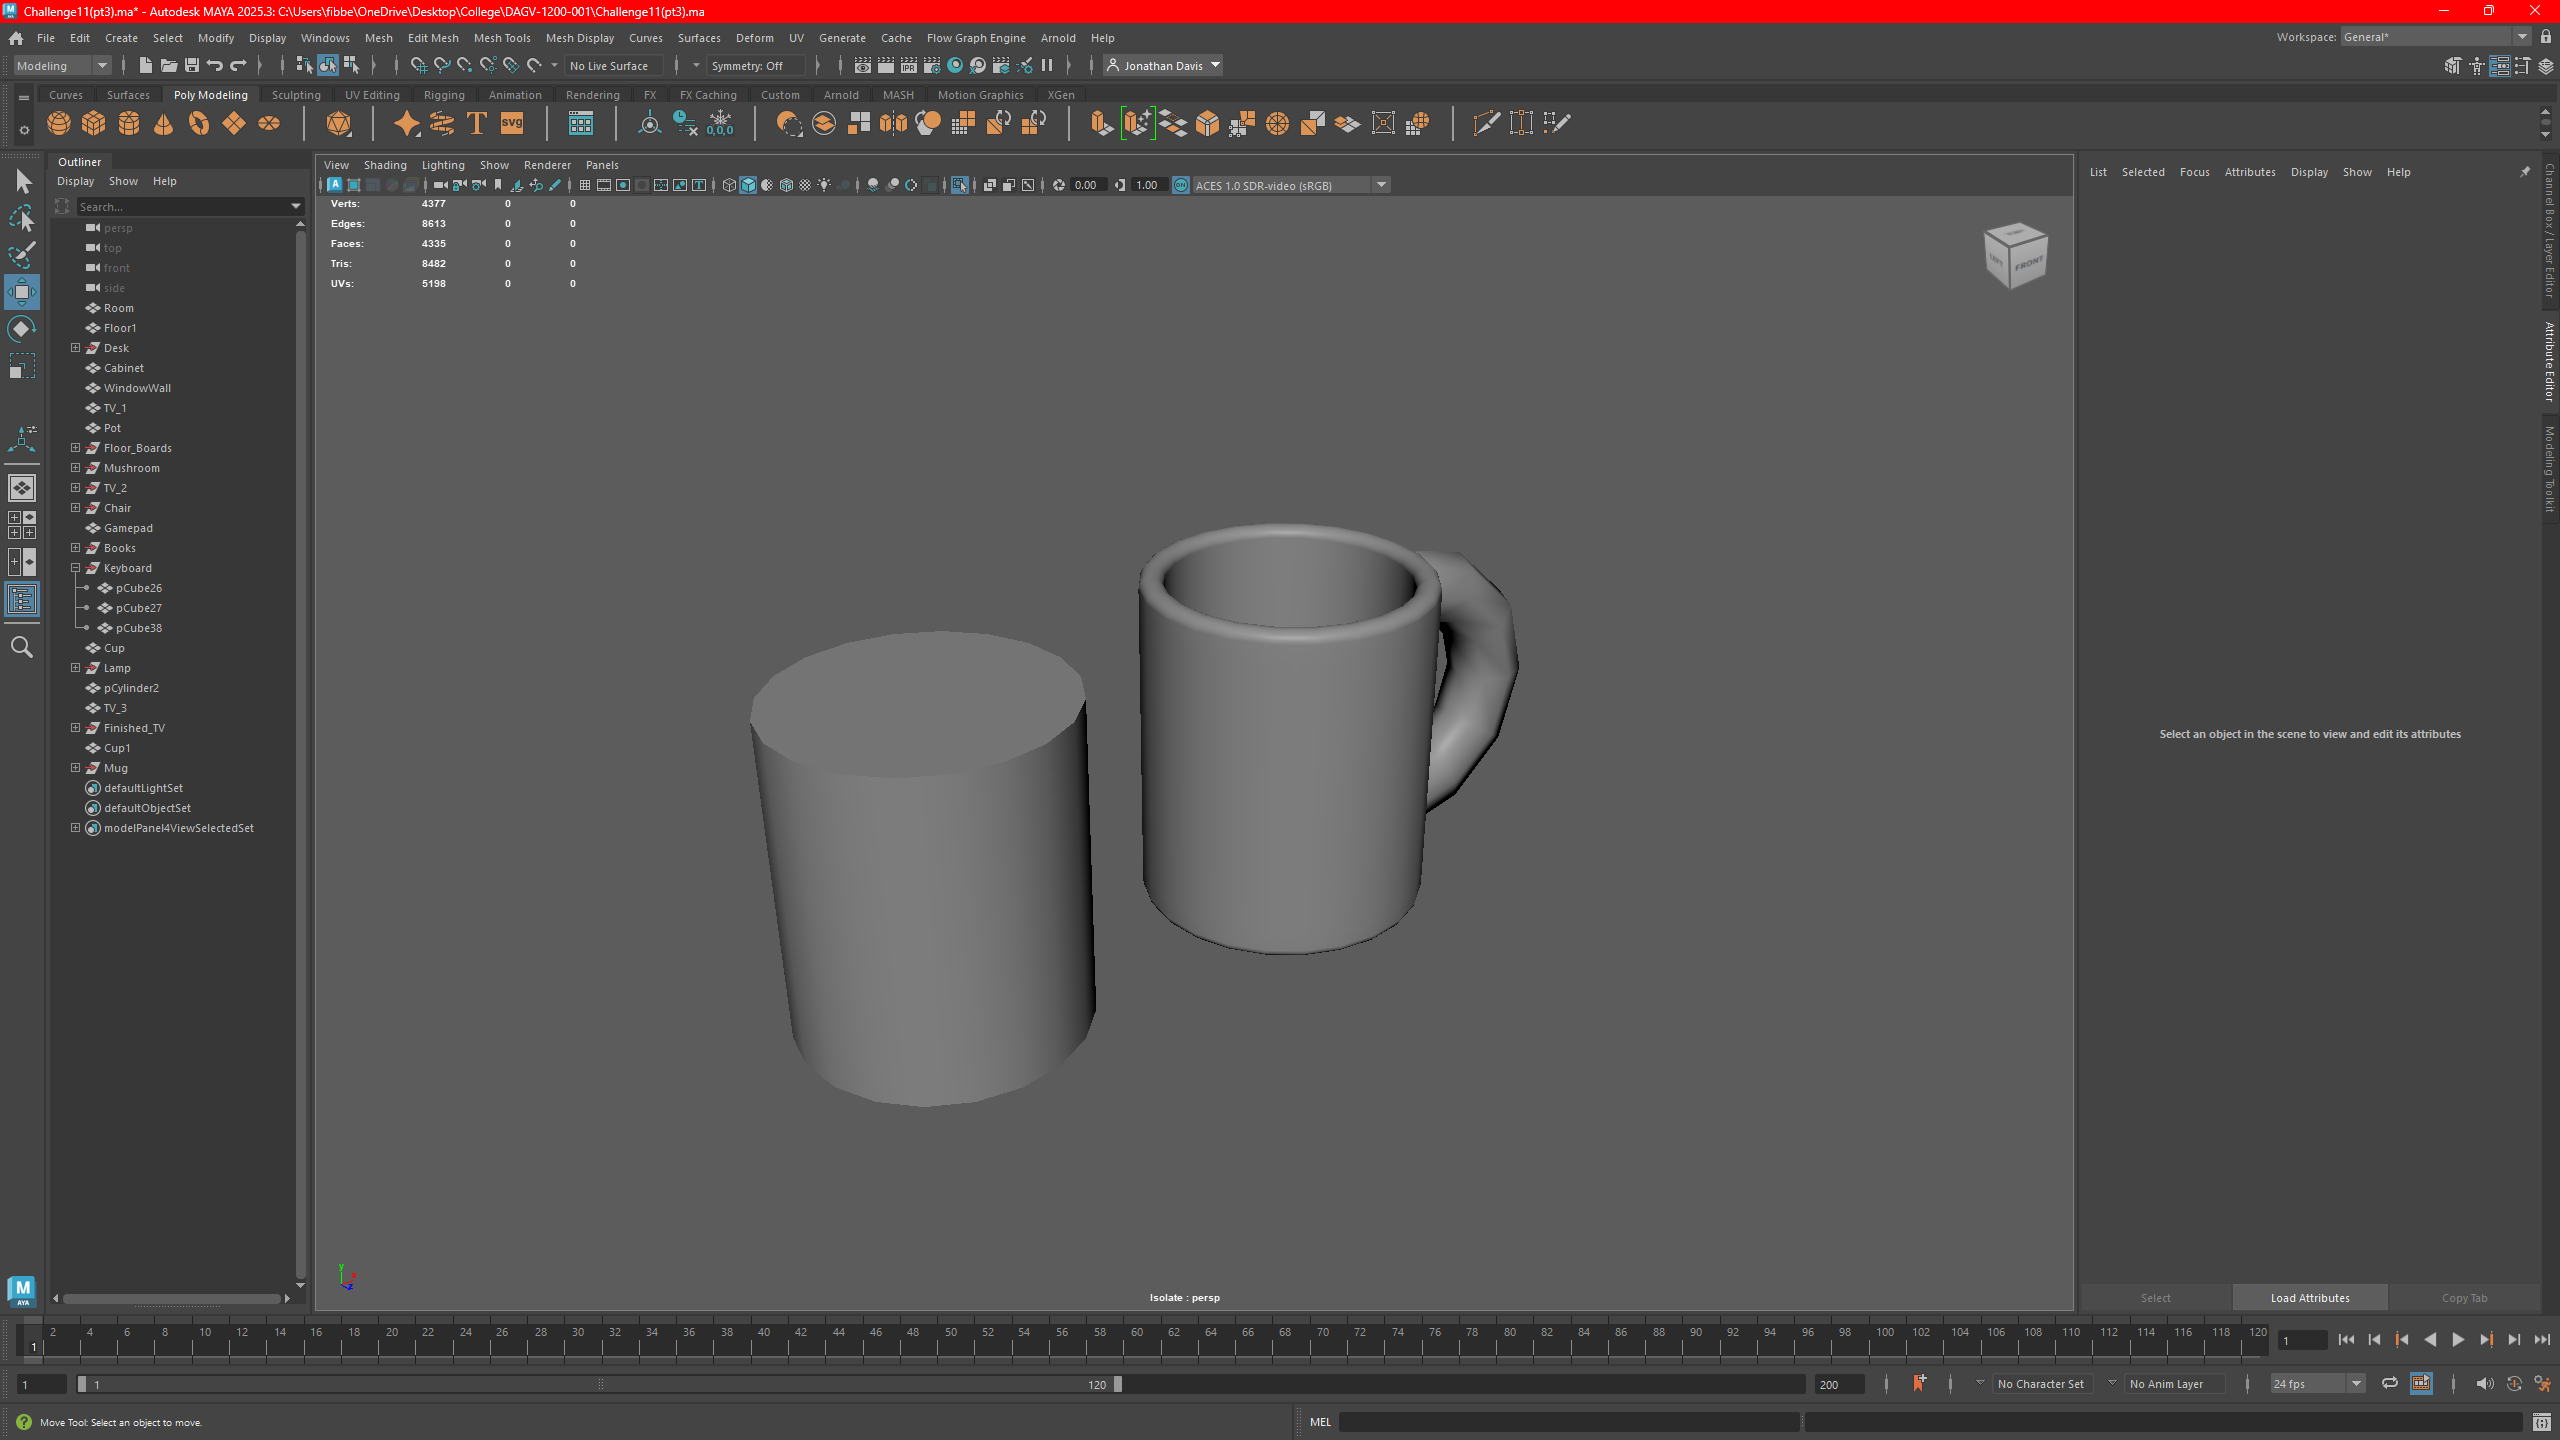 Challenge11(pt3).ma* - Autodesk MAYA 2025.3: C:\Users\fibbe\OneDrive\Desktop\College\DAGV-1200-001\Challenge11(pt3).ma
File Edit Create Select Modify Display Windows Mesh Edit Mesh Mesh Tools Mesh Display Curves Surfaces Deform UV Generate Cache Flow Graph Engine Arnold Help
Workspace: General*
Modeling No Live Surface Symmetry: Off Jonathan Davis
Curves Surfaces Poly Modeling Sculpting UV Editing Rigging Animation Rendering FX FX Caching Custom Arnold MASH Motion Graphics XGen
T SVG 0,0,0
Outliner
Display Show Help
Search...
persp
top
front
side
Room
Floor1
Desk
Cabinet
WindowWall
TV_1
Pot
Floor_Boards
Mushroom
TV_2
Chair
Gamepad
Books
Keyboard
pCube26
pCube27
pCube38
Cup
Lamp
pCylinder2
TV_3
Finished_TV
Cup1
Mug
defaultLightSet
defaultObjectSet
modelPanel4ViewSelectedSet
View Shading Lighting Show Renderer Panels
0.00 1.00 ACES 1.0 SDR-video (sRGB)
Verts: 4377 0 0
Edges: 8613 0 0
Faces: 4335 0 0
Tris: 8482 0 0
UVs: 5198 0 0
LEFT FRONT
y x z
Isolate : persp
List Selected Focus Attributes Display Show Help
Select an object in the scene to view and edit its attributes
Select Load Attributes Copy Tab
Channel Box / Layer Editor
Attribute Editor
Modeling Toolkit
M
AYA
2 4 6 8 10 12 14 16 18 20 22 24 26 28 30 32 34 36 38 40 42 44 46 48 50 52 54 56 58 60 62 64 66 68 70 72 74 76 78 80 82 84 86 88 90 92 94 96 98 100 102 104 106 108 110 112 114 116 118 120
1 1
1 1 120 200 No Character Set No Anim Layer 24 fps
Move Tool: Select an object to move. MEL